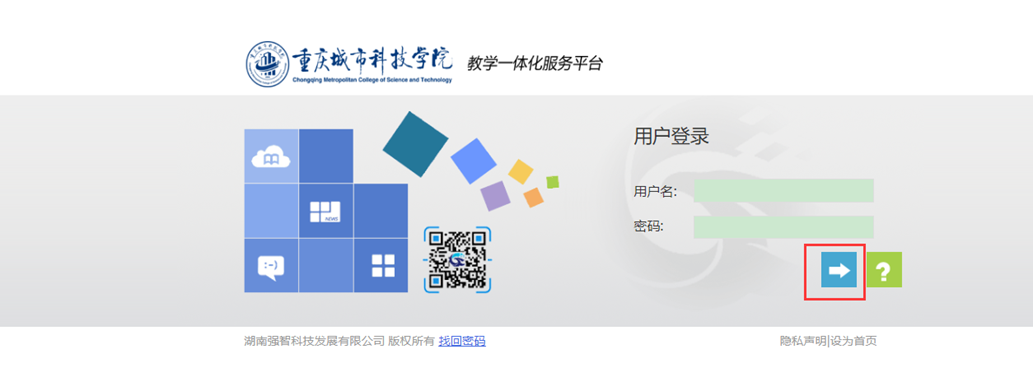 重庆城市科技学院 教学一体化服务平台
Chongqing Metropolitan College of Science and Technology
用户登录
用户名:
密码:
NEWS
:-)
?
湖南强智科技发展有限公司 版权所有 找回密码
隐私声明|设为首页